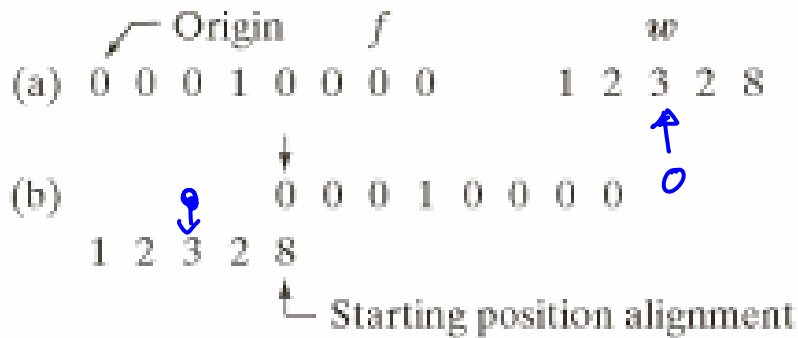 Origin f w
(a) 0 0 0 1 0 0 0 0 1 2 3 2 8
0
(b) 0 0 0 1 0 0 0 0
1 2 3 2 8
Starting position alignment